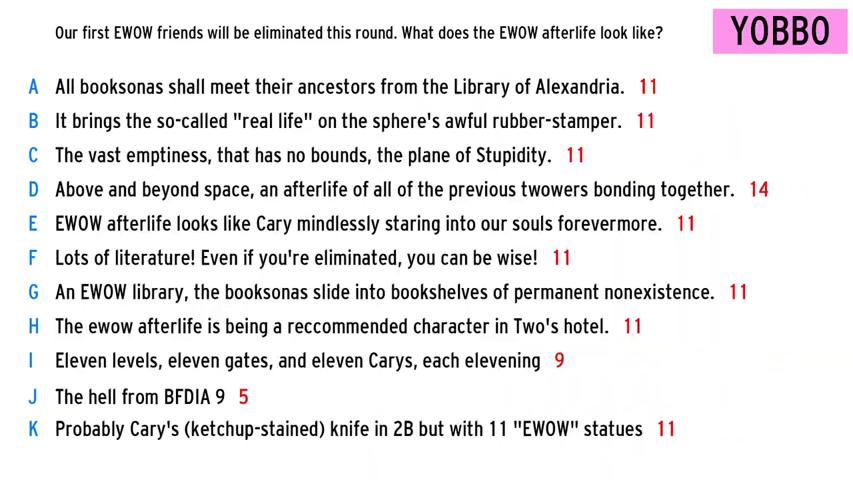 Our first EWOW friends will be eliminated this round. What does the EWOW afterlife look like?
YOBBO
A All booksonas shall meet their ancestors from the Library of Alexandria. 11
B It brings the so-called "real life" on the sphere's awful rubber-stamper. 11
C The vast emptiness, that has no bounds, the plane of Stupidity. 11
D Above and beyond space, an afterlife of all of the previous twowers bonding together. 14
E EWOW afterlife looks like Cary mindlessly staring into our souls forevermore. 11
F Lots of literature! Even if you're eliminated, you can be wise! 11
G An EWOW library, the booksonas slide into bookshelves of permanent nonexistence. 11
H The ewow afterlife is being a reccommended character in Two's hotel. 11
I Eleven levels, eleven gates, and eleven Carys, each elevening 9
J The hell from BFDIA 9 5
K Probably Cary's (ketchup-stained) knife in 2B but with 11 "EWOW" statues 11